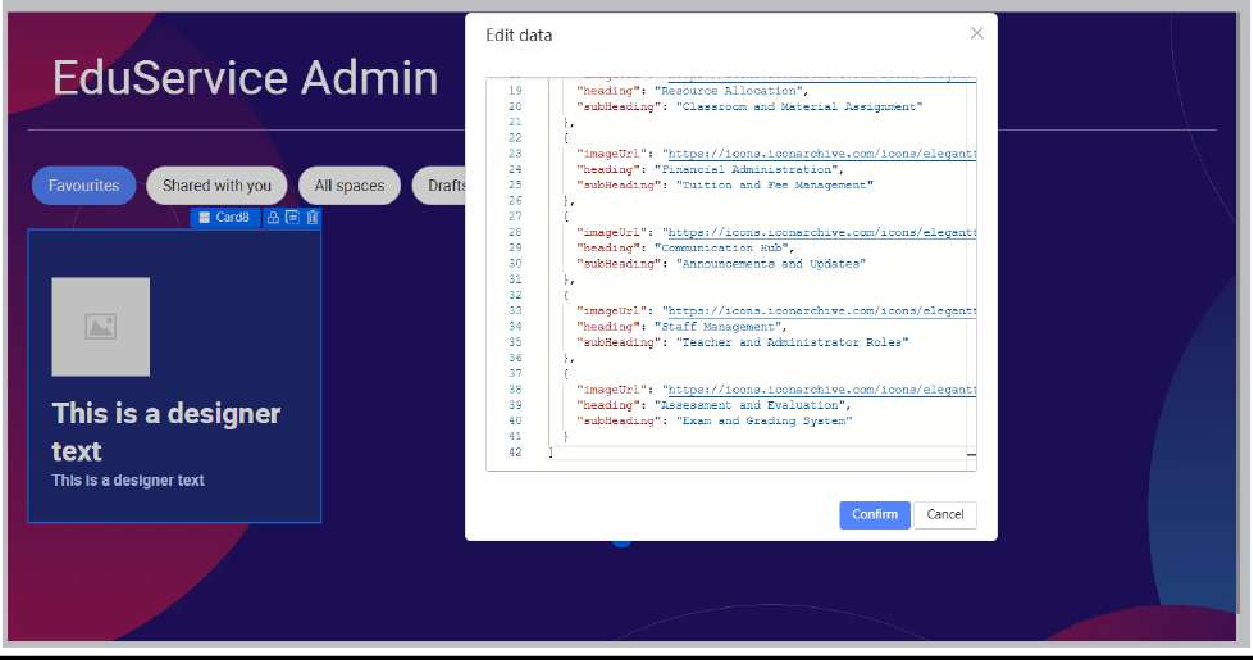 EduService Admin
Favourites
Shared with you
All spaces
Drafts
Card8
This is a designer
text
This is a designer text
Edit data
19 "heading": "Resource Allocation",
20 "subHeading": "Classroom and Material Assignment"
21 },
22 {
23 "imageUrl": "https://icons.iconarchive.com/icons/elegantt
24 "heading": "Financial Administration",
25 "subHeading": "Tuition and Fee Management"
26 },
27 {
28 "imageUrl": "https://icons.iconarchive.com/icons/elegantt
29 "heading": "Communication Hub",
30 "subHeading": "Announcements and Updates"
31 },
32 {
33 "imageUrl": "https://icons.iconarchive.com/icons/elegantt
34 "heading": "Staff Management",
35 "subHeading": "Teacher and Administrator Roles"
36 },
37 {
38 "imageUrl": "https://icons.iconarchive.com/icons/elegantt
39 "heading": "Assessment and Evaluation",
40 "subHeading": "Exam and Grading System"
41 }
42 ]
Confirm
Cancel